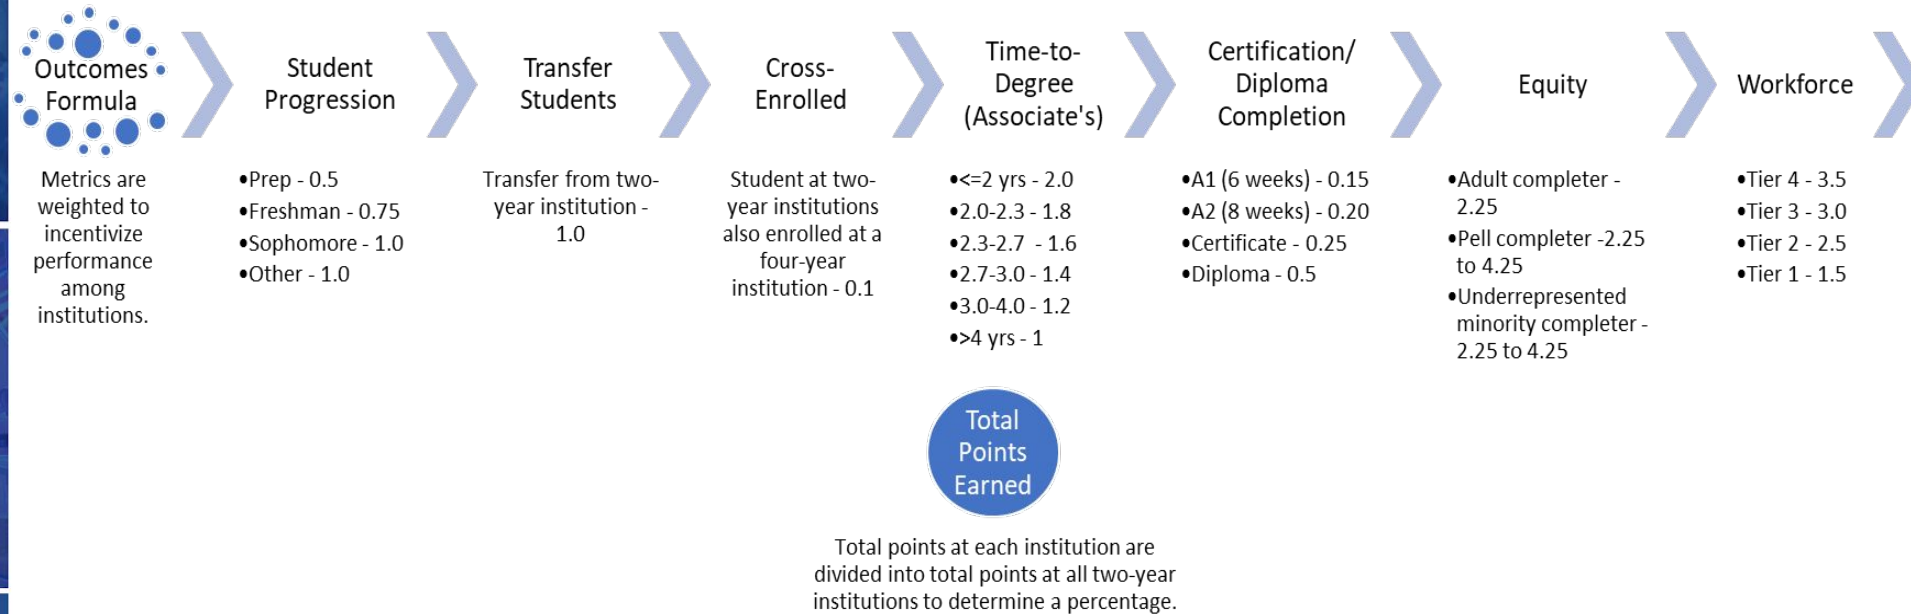 Outcomes
Formula
Metrics are
weighted to
incentivize
performance
among
institutions.
Student
Progression
•Prep - 0.5
•Freshman - 0.75
•Sophomore - 1.0
•Other - 1.0
Transfer
Students
Transfer from two-
year institution -
1.0
Cross-
Enrolled
Student at two-
year institutions
also enrolled at a
four-year
institution - 0.1
Time-to-
Degree
(Associate's)
•<=2 yrs - 2.0
•2.0-2.3 - 1.8
•2.3-2.7 - 1.6
•2.7-3.0 - 1.4
•3.0-4.0 - 1.2
•>4 yrs - 1
Certification/
Diploma
Completion
•A1 (6 weeks) - 0.15
•A2 (8 weeks) - 0.20
•Certificate - 0.25
•Diploma - 0.5
Equity
•Adult completer -
2.25
•Pell completer -2.25
to 4.25
•Underrepresented
minority completer -
2.25 to 4.25
Workforce
•Tier 4 - 3.5
•Tier 3 - 3.0
•Tier 2 - 2.5
•Tier 1 - 1.5
Total
Points
Earned
Total points at each institution are
divided into total points at all two-year
institutions to determine a percentage.